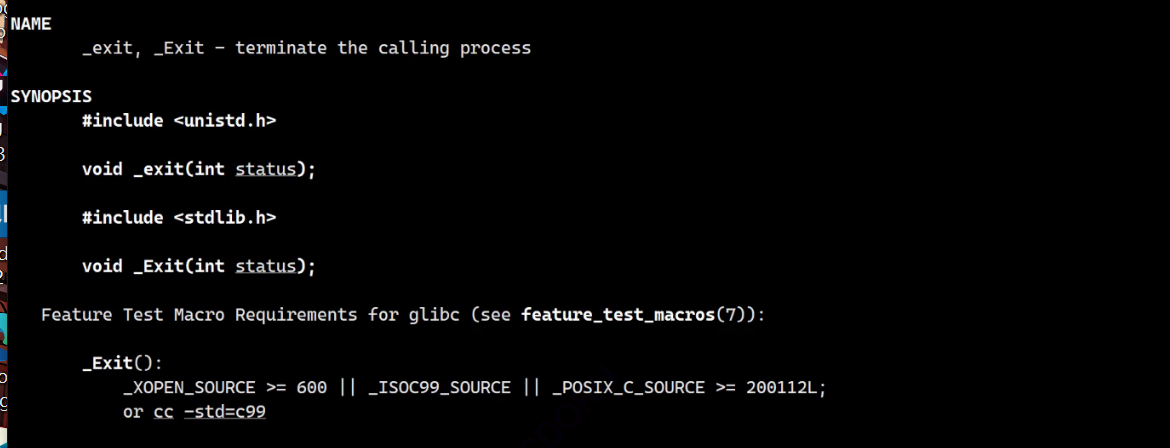 NAME
_exit, _Exit - terminate the calling process
SYNOPSIS
#include <unistd.h>
void _exit(int status);
#include <stdlib.h>
void _Exit(int status);
Feature Test Macro Requirements for glibc (see feature_test_macros(7)):
_Exit():
_XOPEN_SOURCE >= 600 || _ISOC99_SOURCE || _POSIX_C_SOURCE >= 200112L;
or cc -std=c99